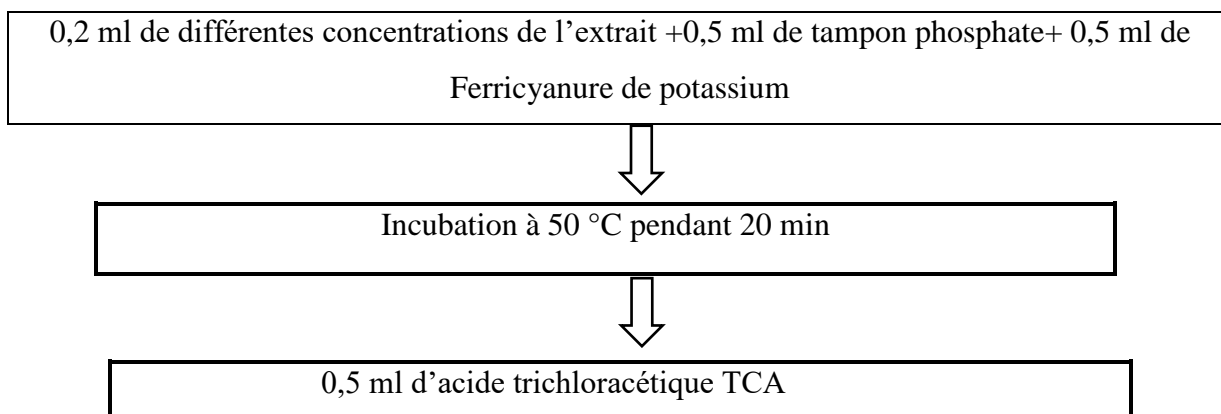 0,2 ml de différentes concentrations de l’extrait +0,5 ml de tampon phosphate+ 0,5 ml de
Ferricyanure de potassium
Incubation à 50 °C pendant 20 min
0,5 ml d’acide trichloracétique TCA